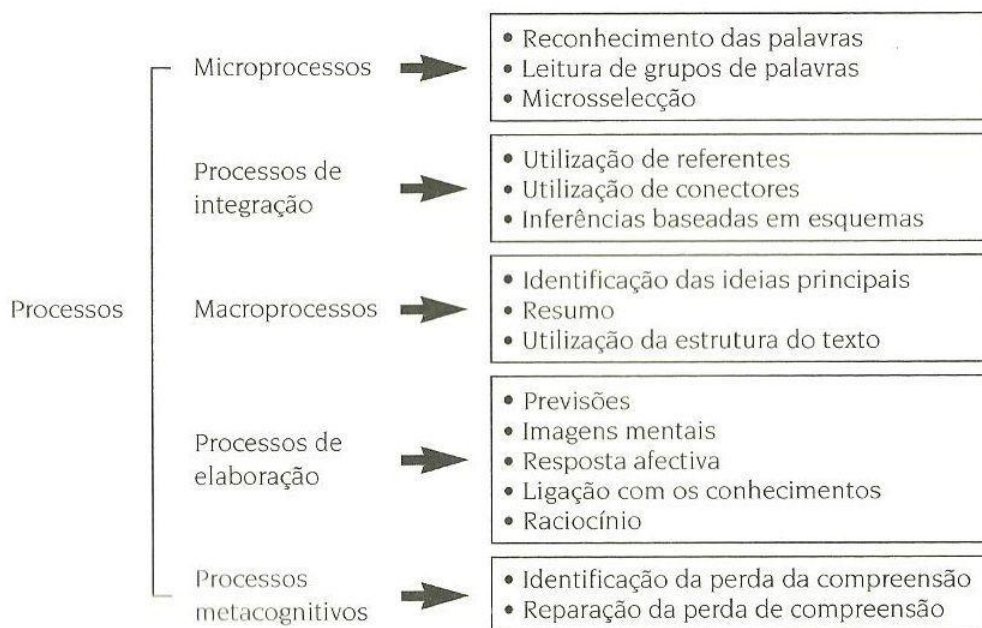 Processos
Microprocessos
• Reconhecimento das palavras
• Leitura de grupos de palavras
• Microsselecção
Processos de
integração
• Utilização de referentes
• Utilização de conectores
• Inferências baseadas em esquemas
Macroprocessos
• Identificação das ideias principais
• Resumo
• Utilização da estrutura do texto
Processos de
elaboração
• Previsões
• Imagens mentais
• Resposta afectiva
• Ligação com os conhecimentos
• Raciocínio
Processos
metacognitivos
• Identificação da perda da compreensão
• Reparação da perda de compreensão